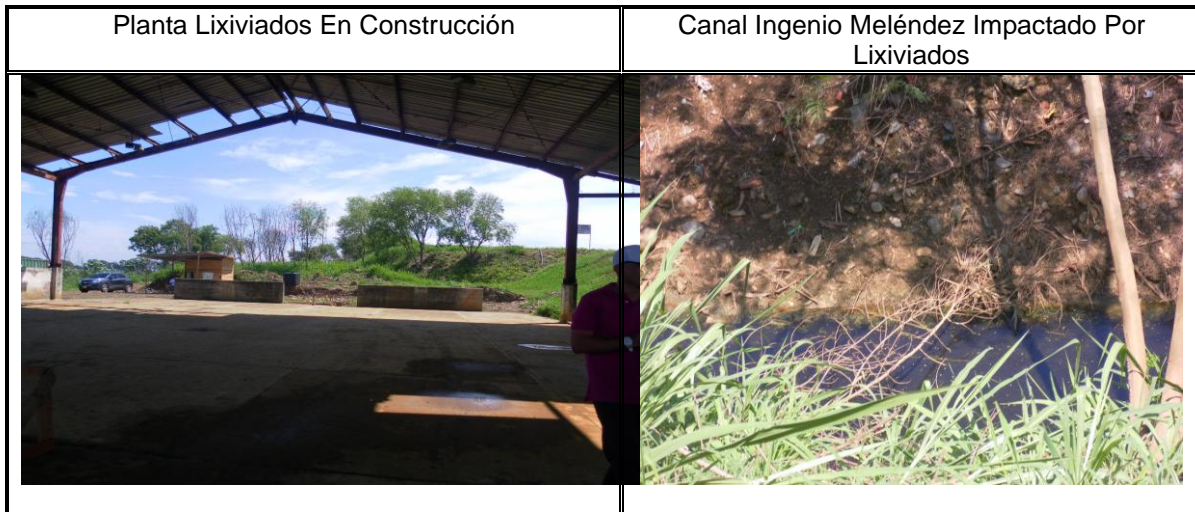 Planta Lixiviados En Construcción
Canal Ingenio Meléndez Impactado Por
Lixiviados